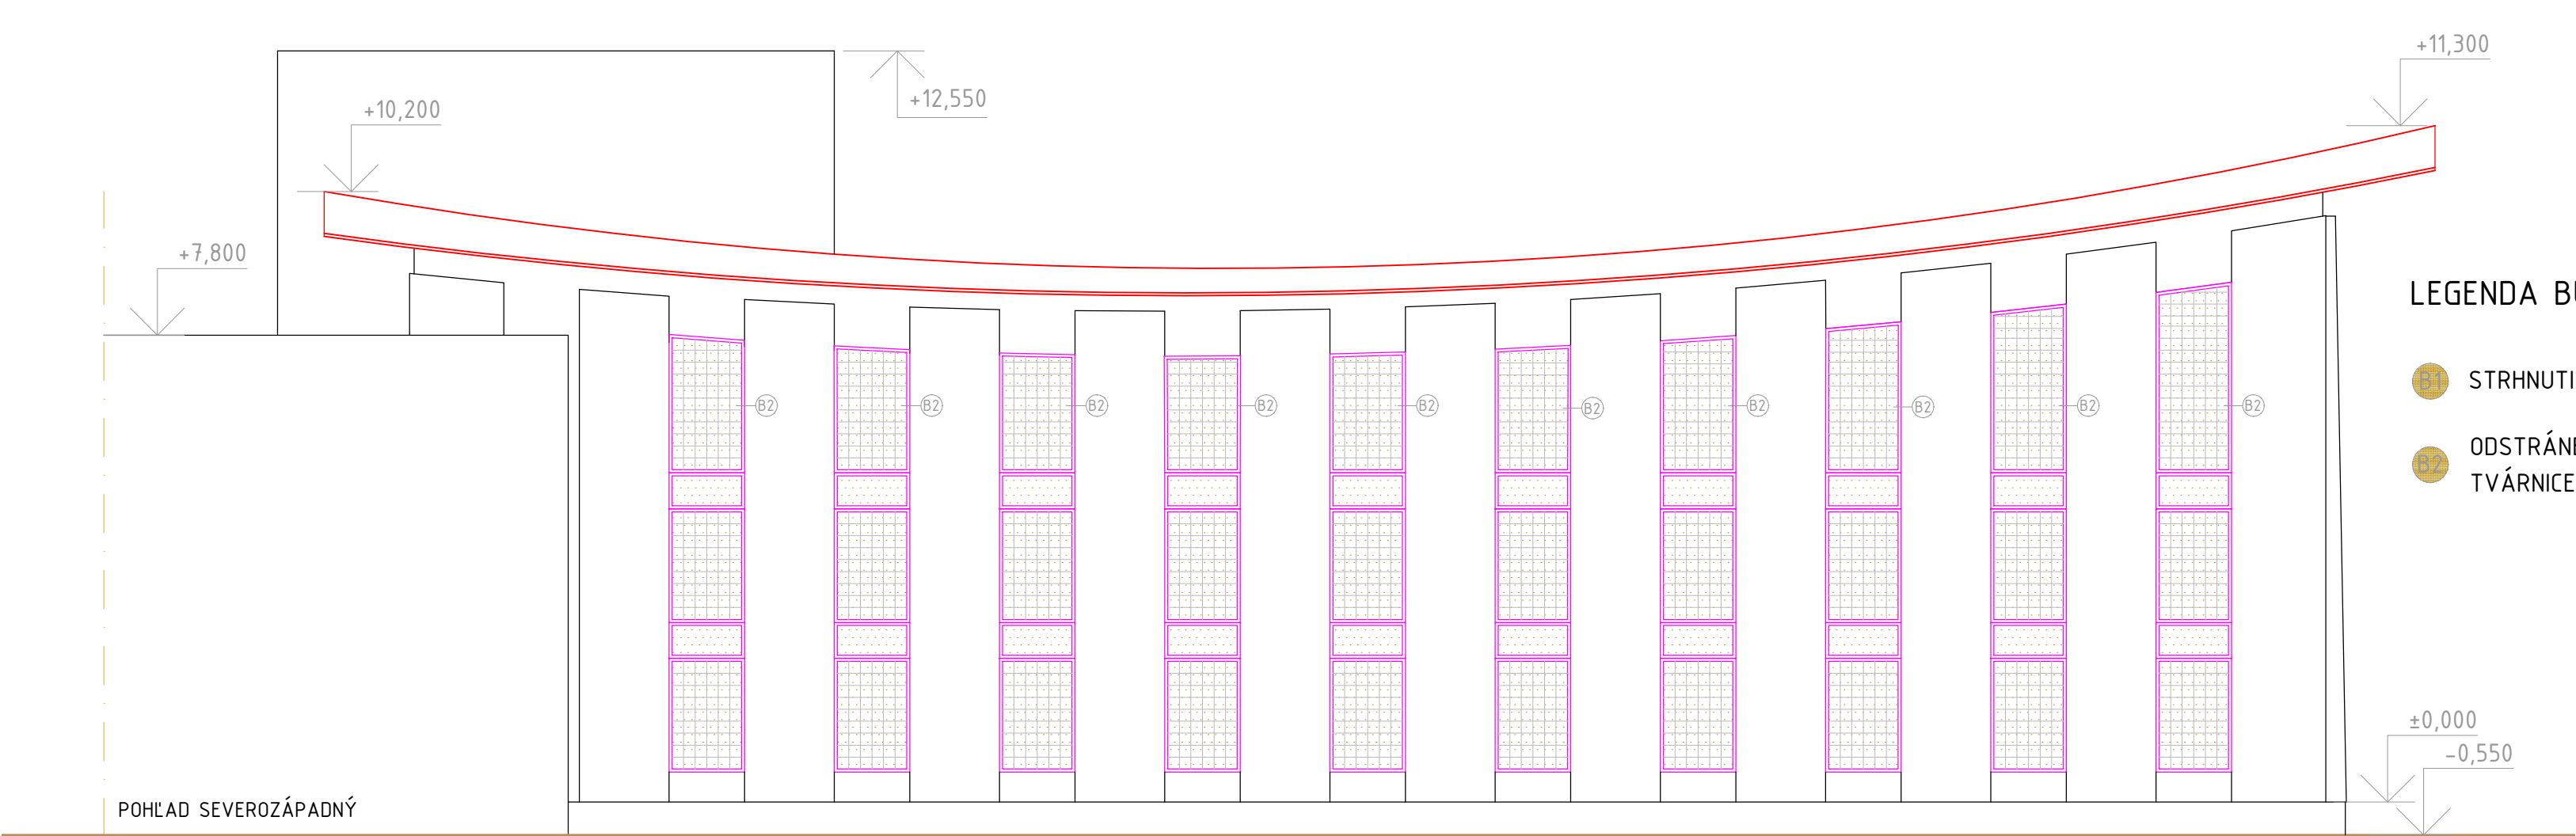 +11,300
+12,550
+10,200
+7,800
LEGENDA
B1 STRHNUTI
B2 ODSTRÁNE
TVÁRNICE
B2 B2 B2 B2 B2 B2 B2 B2 B2 B2
±0,000
-0,550
POHĽAD SEVEROZÁPADNÝ